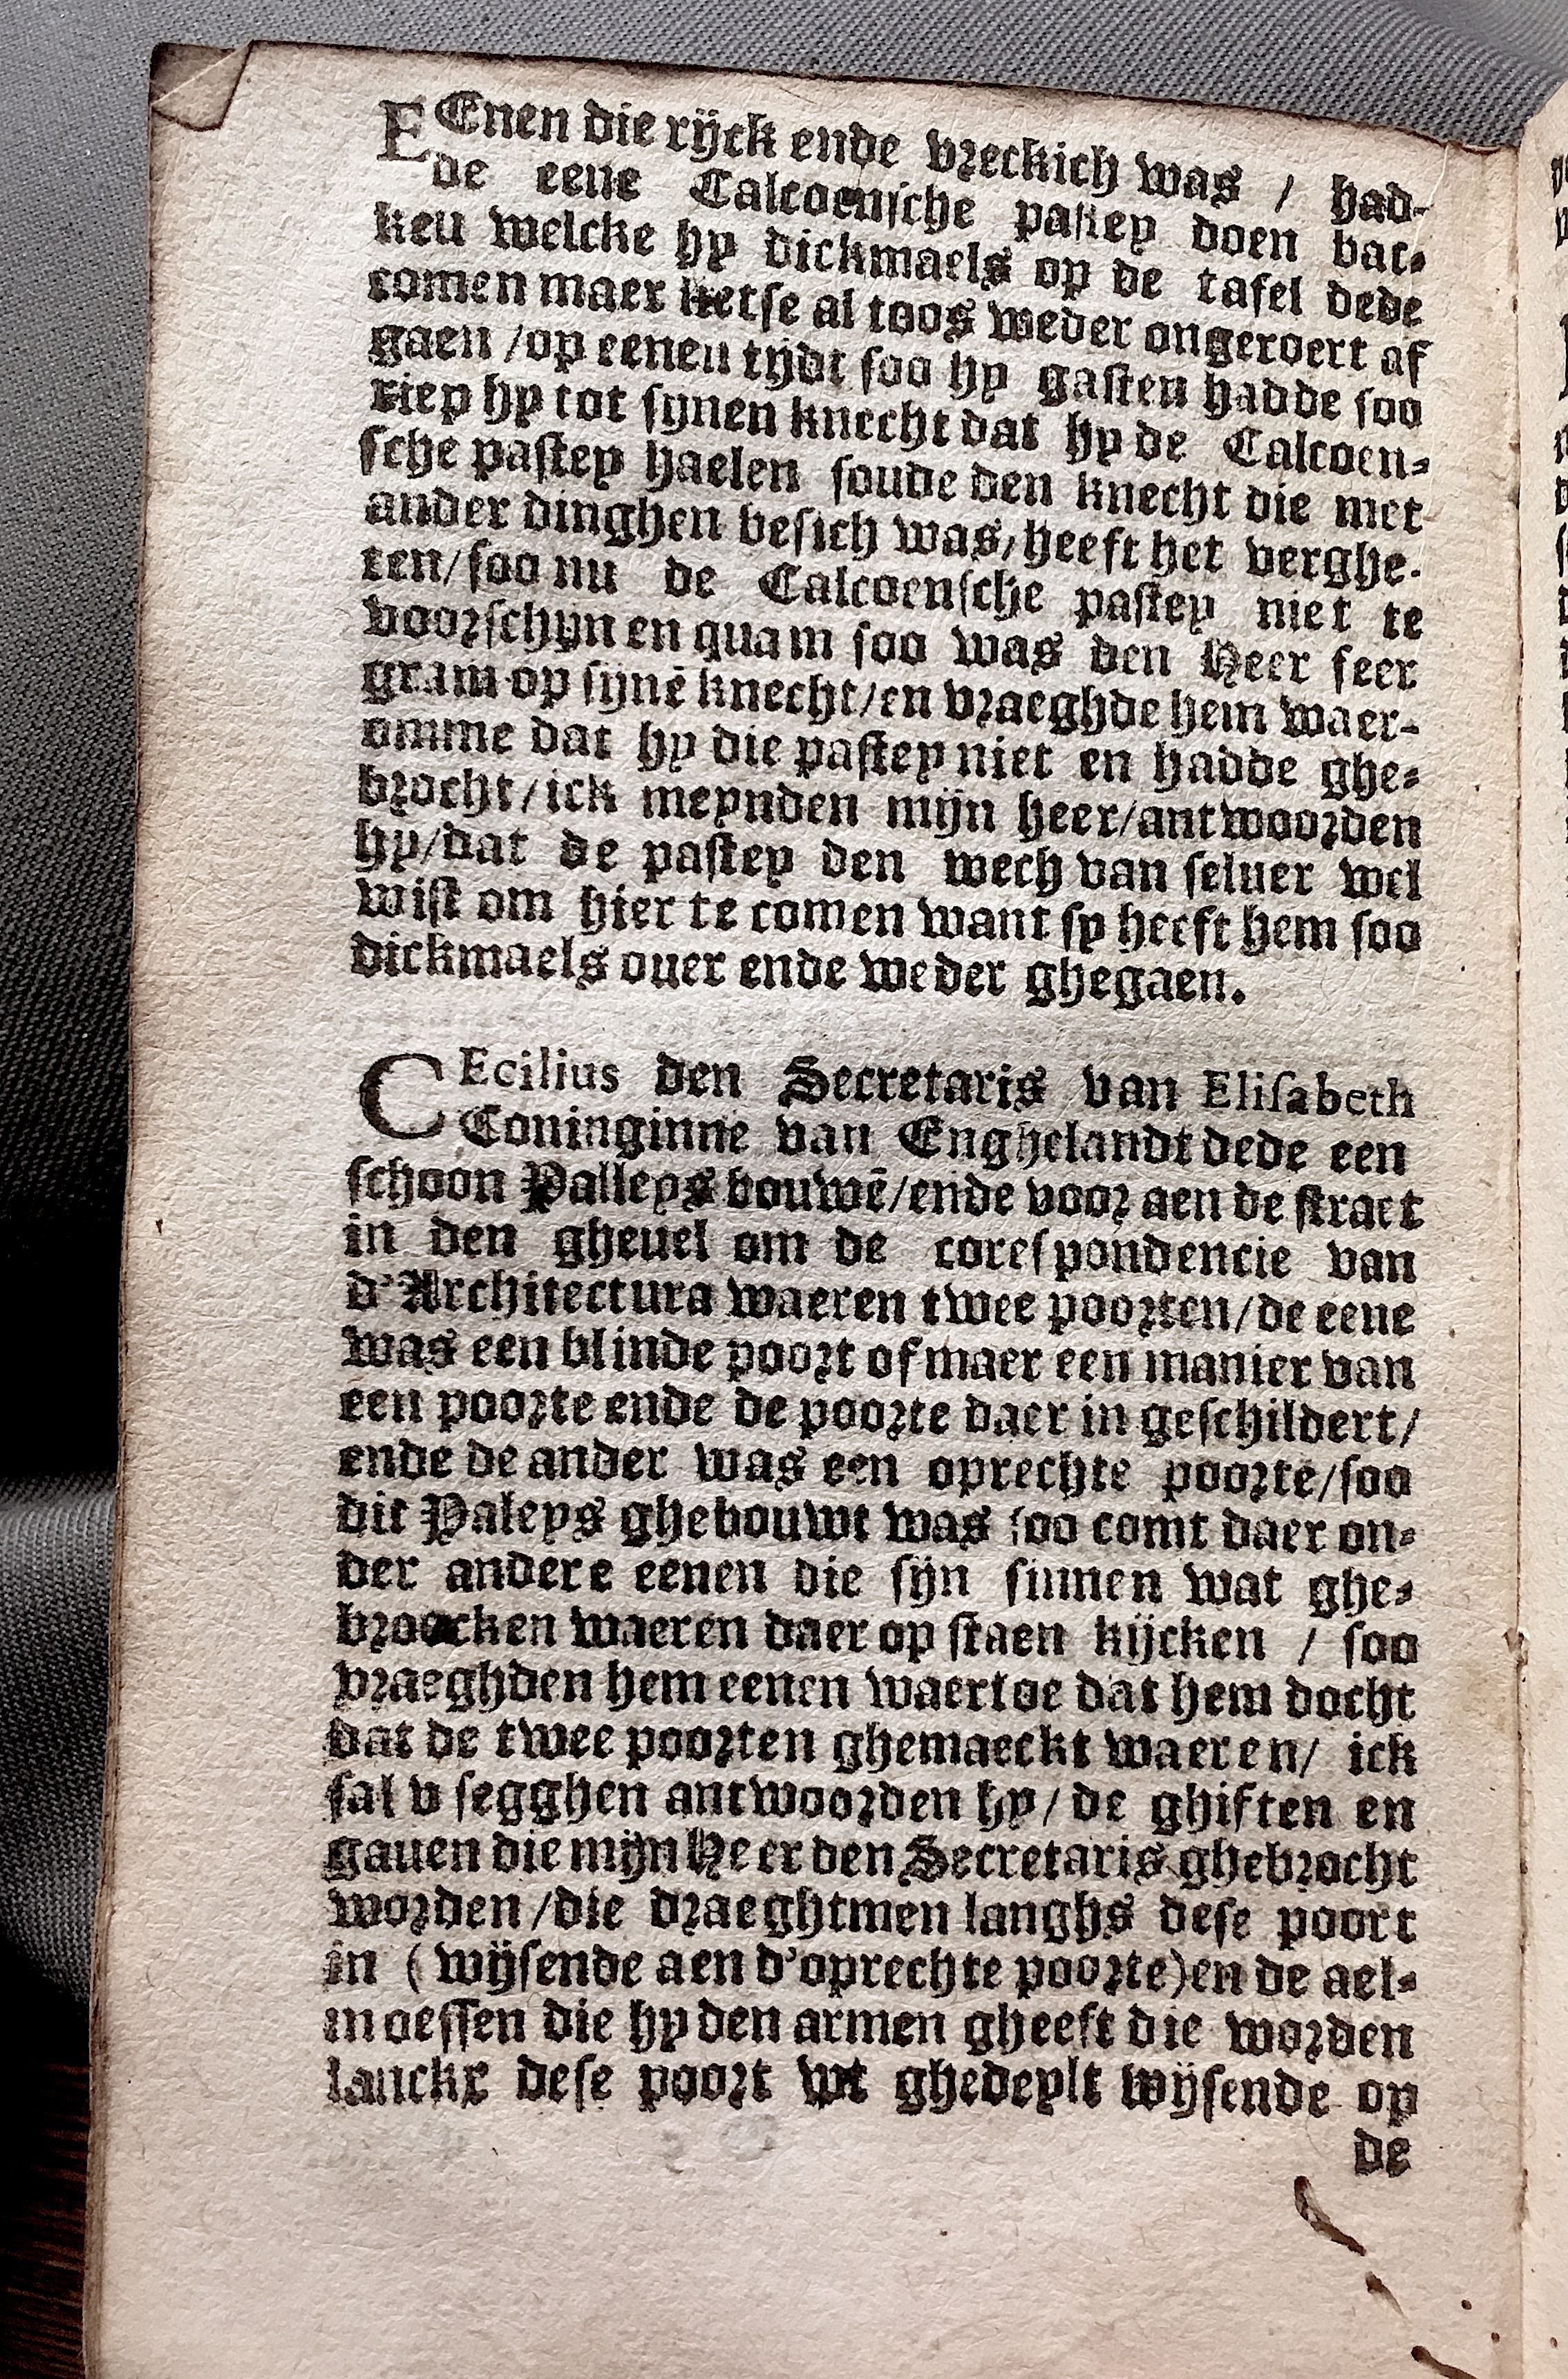 EEnen die rijck ende vreckich was / had-
de eene Calcoensche pastey doen bac-
ken welcke hy dickmaels op de tafel dede
comen maer lietse al toos weder ongeroert af
gaen /op eenen tijdt soo hy gasten hadde soo
riep hy tot synen knecht dat hy de Calcoen-
sche pastey haelen soude den knecht die met
ander dinghen besich was/heeft het verghe-
ten/soo nu de Calcoensche pastey niet te
voorschyn en quam soo was den Heer seer
gram op synē knecht/en vraeghde hem waer-
omme dat hy die pastey niet en hadde ghe-
brocht/ick meynden mijn heer/antwoorden
hy/dat de pastey den wech van seluer wel
wist om hier te comen want sy heeft hem soo
dickmaels ouer ende weder ghegaen.
CEcilius den Secretaris van Elisabeth
Coninginne van Enghelandt dede een
schoon Palleys bouwē/ende voor aen de straet
in den gheuel om de corespondencie van
d'Architectura waeren twee poorten/de eene
was een blinde poort of maer een manier van
een poorte ende de poorte daer in geschildert/
ende de ander was een oprechte poorte/soo
dit Paleys ghebouwt was soo comt daer on-
der andere eenen die sijn sinnen wat ghe-
broocken waeren daer op staen kijcken / soo
vraeghden hem eenen waertoe dat hem docht
dat de twee poorten ghemaeckt waeren/ ick
sal v segghen antwoorden hy/ de ghiften en
gauen die mijn Heer den Secretaris ghebrocht
worden /die draeghtmen langhs dese poort
in ( wijsende aen d'oprechte poorte)en de ael-
moessen die hy den armen gheeft die worden
lanckx dese poort wt ghedeylt wijsende op
de